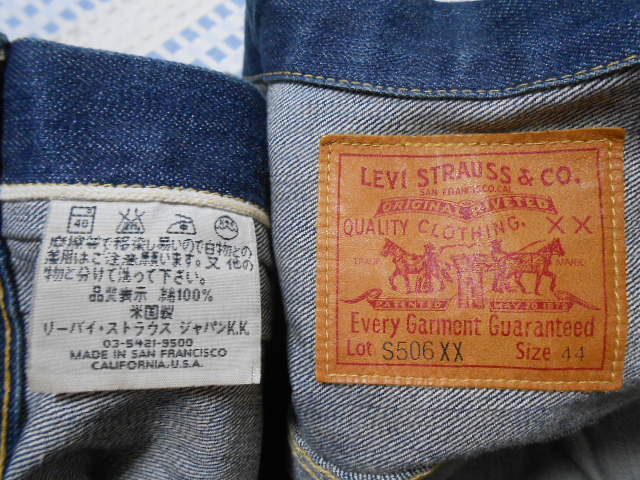 40
摩擦等で移染し易いので白物との
着用はご注意願います。又 他の
物と分けて洗って下さい。
品質表示 綿100%
米国製
リーバイ・ストラウス ジャパンK.K.
03-5421-9500
MADE IN SAN FRANCISCO
CALIFORNIA.U.S.A.
LEVI STRAUSS & CO.
SAN FRANCISCO,CAL.
ORIGINAL RIVETED
QUALITY CLOTHING. XX
TRADE MARK
PATENTED MAY 20 1873
Every Garment Guaranteed
Lot S506XX Size 44